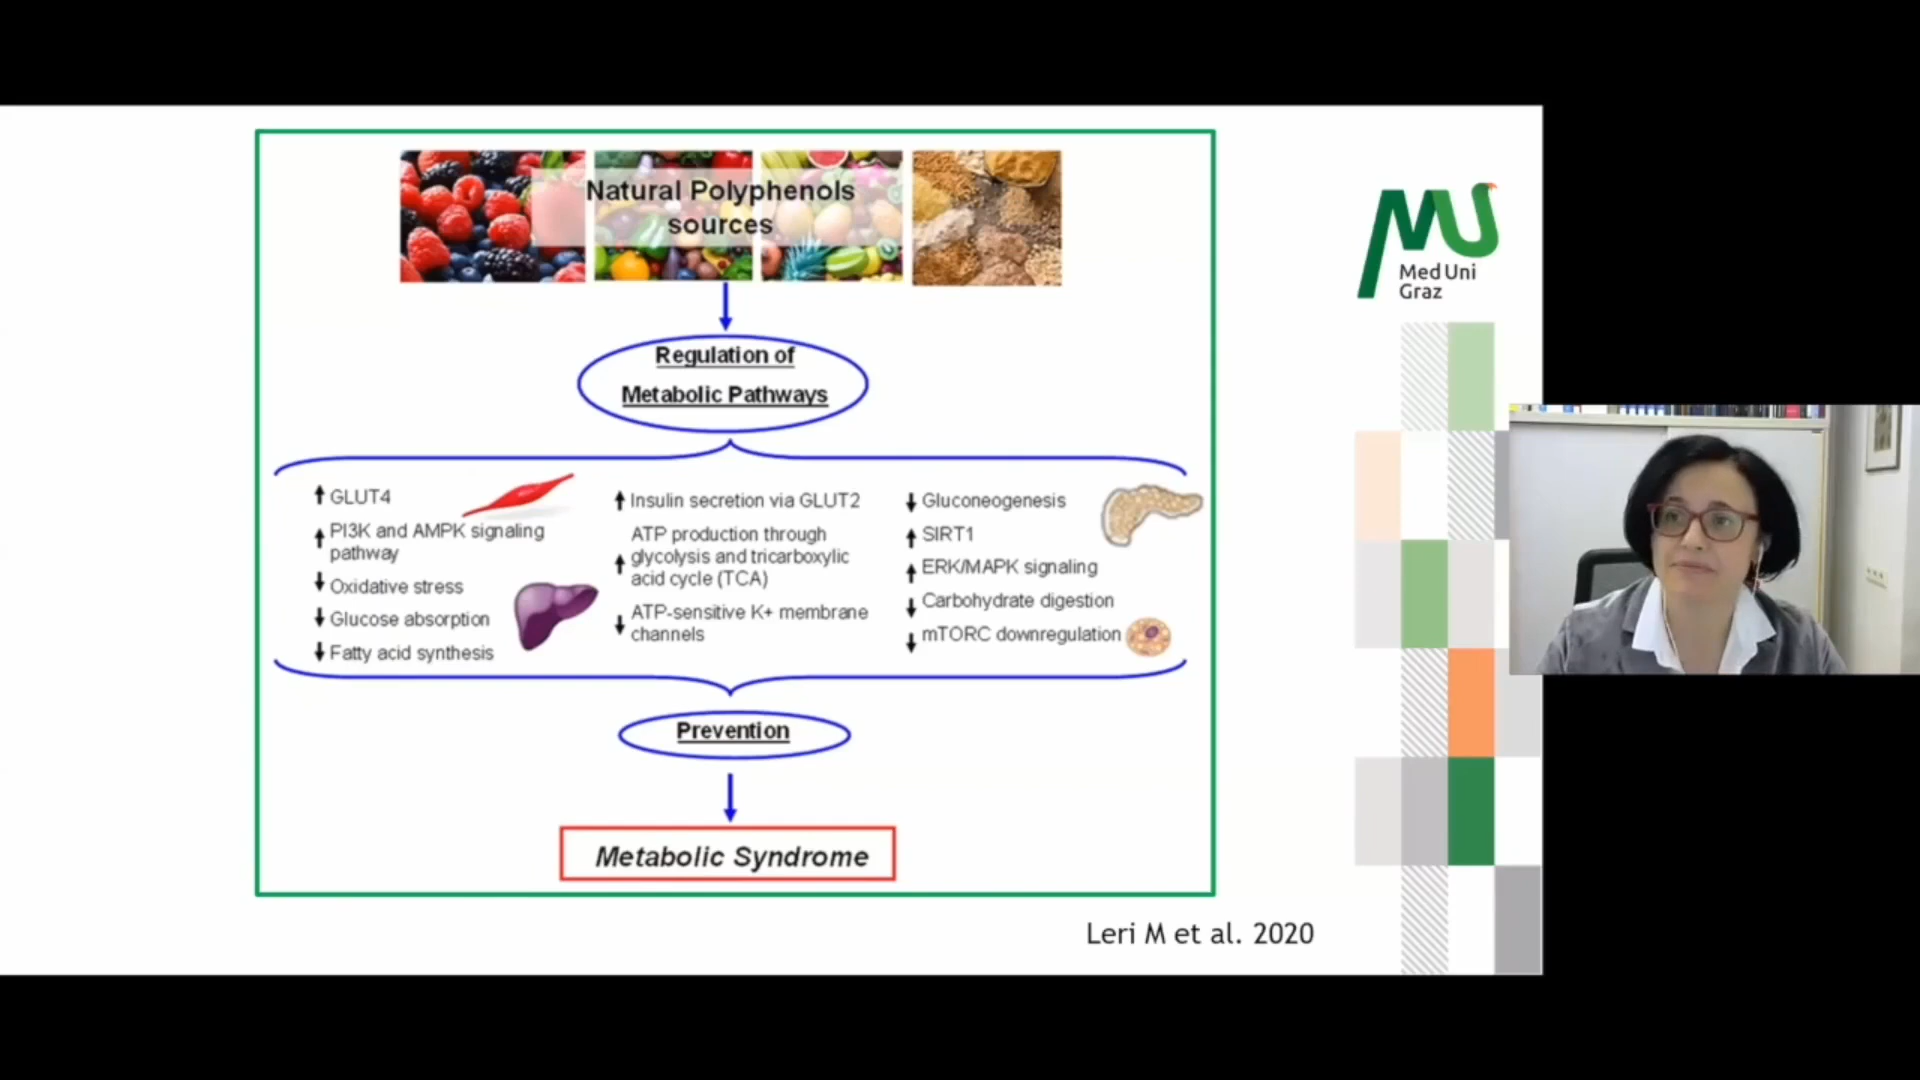 Natural Polyphenols
sources
Med Uni
Graz
Regulation of
Metabolic Pathways
↑ GLUT4
↑ PI3K and AMPK signaling
pathway
↓ Oxidative stress
↓ Glucose absorption
↓ Fatty acid synthesis
↑ Insulin secretion via GLUT2
ATP production through
↑ glycolysis and tricarboxylic
acid cycle (TCA)
↓ ATP-sensitive K+ membrane
channels
↓ Gluconeogenesis
↑ SIRT1
↑ ERK/MAPK signaling
↓ Carbohydrate digestion
↓ mTORC downregulation
Prevention
Metabolic Syndrome
Leri M et al. 2020